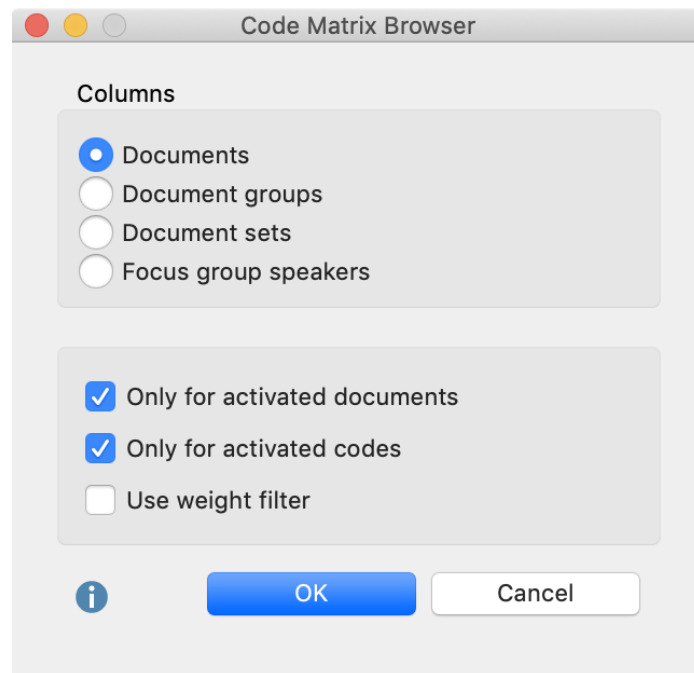 Code Matrix Browser
Columns
Documents
Document groups
Document sets
Focus group speakers
Only for activated documents
Only for activated codes
Use weight filter
OK
Cancel